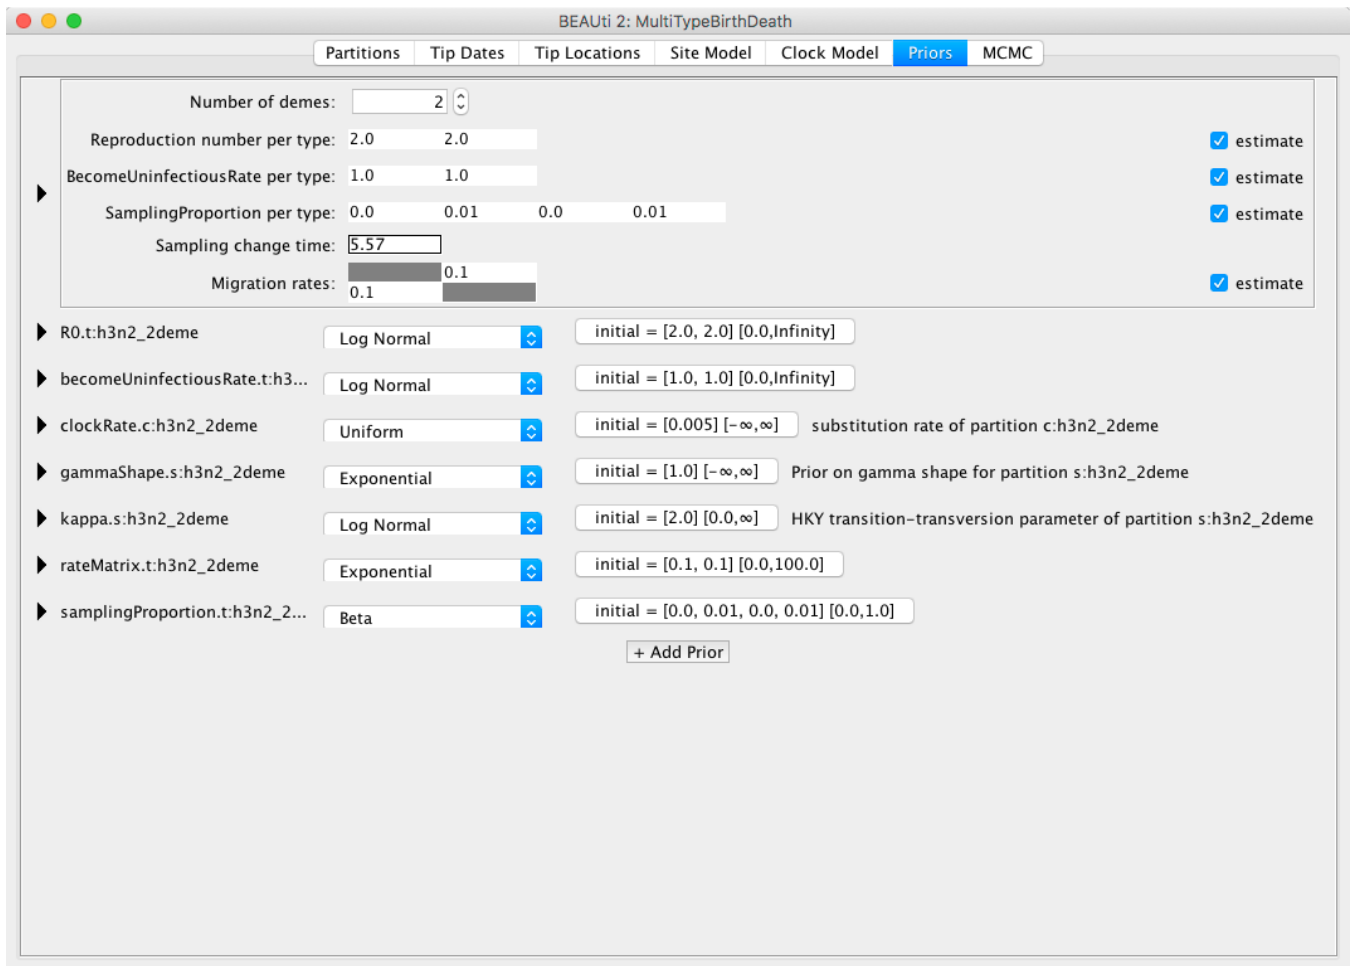 BEAUti 2: MultiTypeBirthDeath
Partitions Tip Dates Tip Locations Site Model Clock Model Priors MCMC
Number of demes: 2
Reproduction number per type: 2.0 2.0 estimate
BecomeUninfectiousRate per type: 1.0 1.0 estimate
SamplingProportion per type: 0.0 0.01 0.0 0.01 estimate
Sampling change time: 5.57
Migration rates: 0.1 estimate
0.1
R0.t:h3n2_2deme Log Normal initial = [2.0, 2.0] [0.0,Infinity]
becomeUninfectiousRate.t:h3... Log Normal initial = [1.0, 1.0] [0.0,Infinity]
clockRate.c:h3n2_2deme Uniform initial = [0.005] [-∞,∞] substitution rate of partition c:h3n2_2deme
gammaShape.s:h3n2_2deme Exponential initial = [1.0] [-∞,∞] Prior on gamma shape for partition s:h3n2_2deme
kappa.s:h3n2_2deme Log Normal initial = [2.0] [0.0,∞] HKY transition-transversion parameter of partition s:h3n2_2deme
rateMatrix.t:h3n2_2deme Exponential initial = [0.1, 0.1] [0.0,100.0]
samplingProportion.t:h3n2_2... Beta initial = [0.0, 0.01, 0.0, 0.01] [0.0,1.0]
+ Add Prior